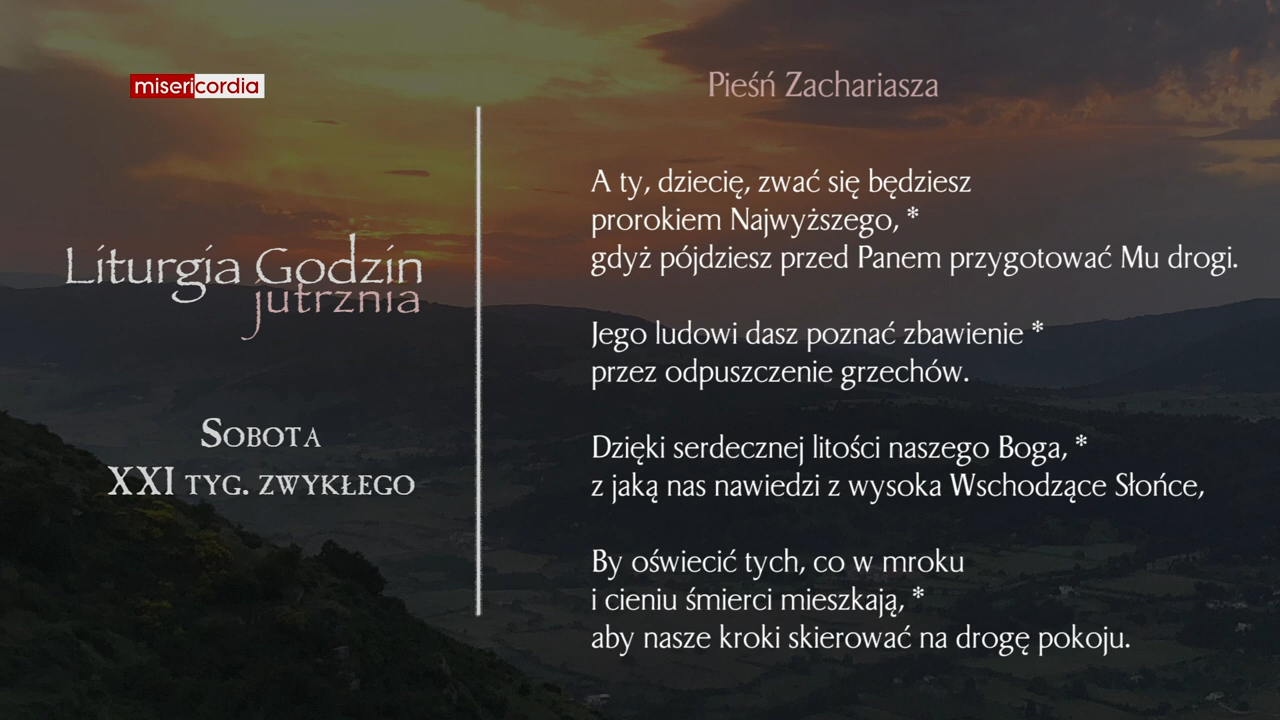 misericordia
Liturgia Godzin
jutrznia
Sobota
XXI tyg. zwykłego
Pieśń Zachariasza
A ty, dziecię, zwać się będziesz
prorokiem Najwyższego, *
gdyż pójdziesz przed Panem przygotować Mu drogi.
Jego ludowi dasz poznać zbawienie *
przez odpuszczenie grzechów.
Dzięki serdecznej litości naszego Boga, *
z jaką nas nawiedzi z wysoka Wschodzące Słońce,
By oświecić tych, co w mroku
i cieniu śmierci mieszkają, *
aby nasze kroki skierować na drogę pokoju.